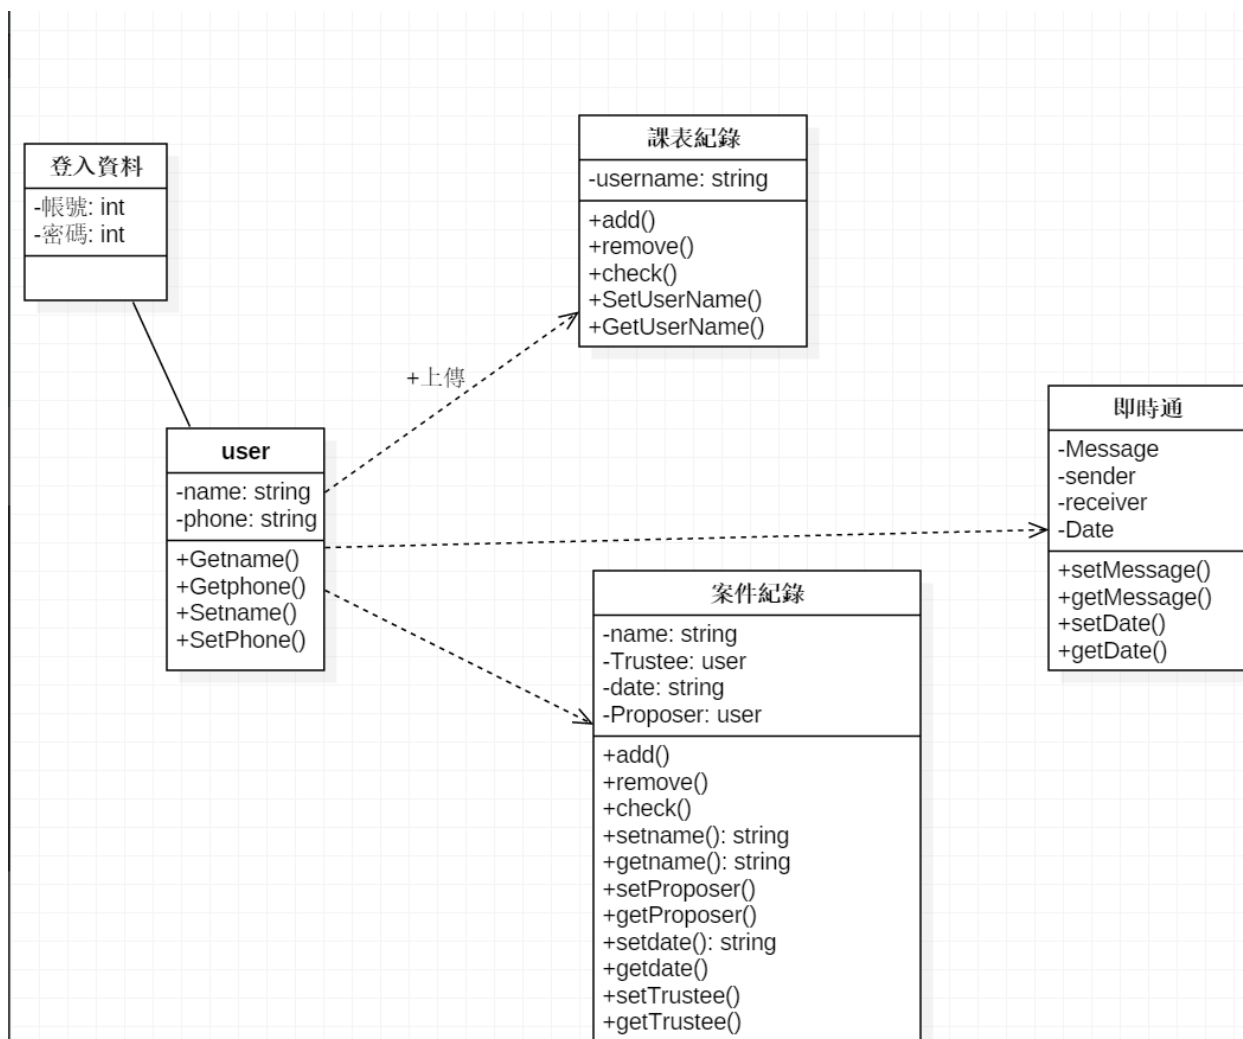 登入資料
-帳號: int
-密碼: int
課表紀錄
-username: string
+add()
+remove()
+check()
+SetUserName()
+GetUserName()
+上傳
user
-name: string
-phone: string
+Getname()
+Getphone()
+Setname()
+SetPhone()
即時通
-Message
-sender
-receiver
-Date
+setMessage()
+getMessage()
+setDate()
+getDate()
案件紀錄
-name: string
-Trustee: user
-date: string
-Proposer: user
+add()
+remove()
+check()
+setname(): string
+getname(): string
+setProposer()
+getProposer()
+setdate(): string
+getdate()
+setTrustee()
+getTrustee()